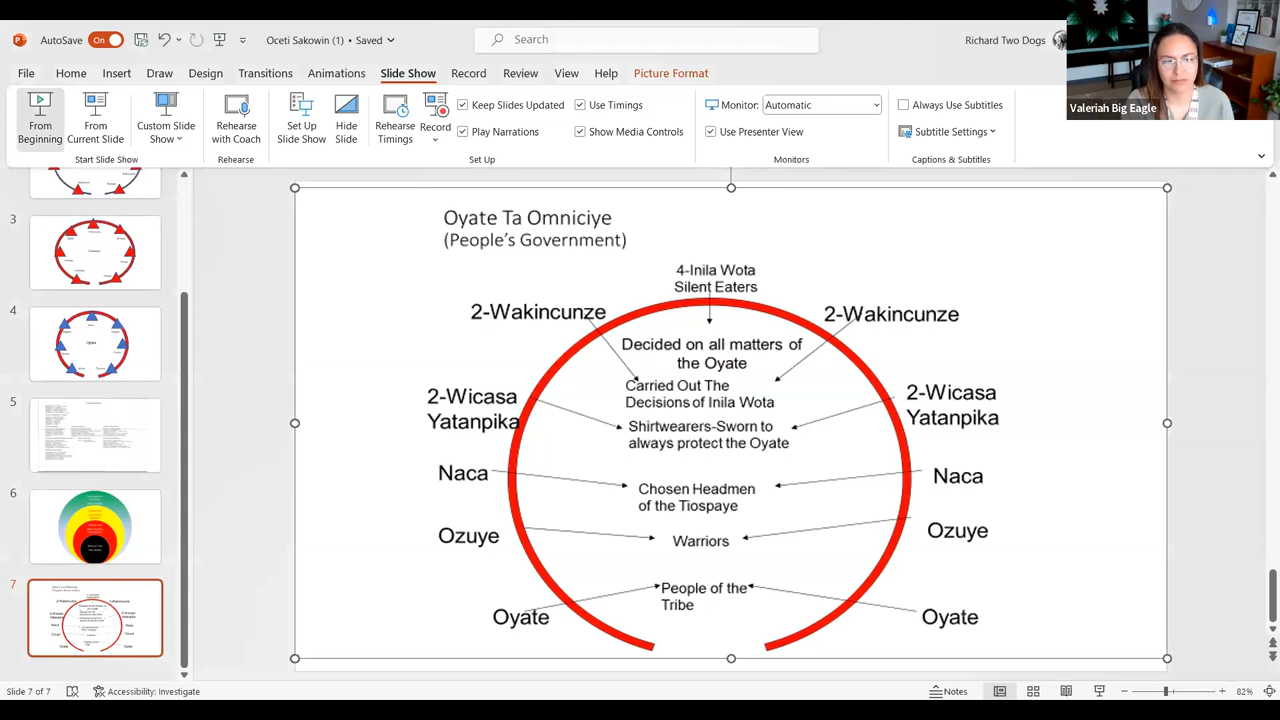 AutoSave
On
Oceti Sakowin (1) • Saved
Search
Richard Two Dogs
File Home Insert Draw Design Transitions Animations Slide Show Record Review View Help Picture Format
From Beginning
From Current Slide
Custom Slide Show
Start Slide Show
Rehearse with Coach
Rehearse
Set Up Slide Show
Hide Slide
Rehearse Timings
Record
Keep Slides Updated
Play Narrations
Use Timings
Show Media Controls
Set Up
Monitor: Automatic
Use Presenter View
Monitors
Always Use Subtitles
Subtitle Settings
Captions & Subtitles
Valeriah Big Eagle
3
4
5
6
7
Oyate Ta Omniciye
(People's Government)
4-Inila Wota
Silent Eaters
2-Wakincunze
2-Wakincunze
Decided on all matters of
the Oyate
Carried Out The
Decisions of Inila Wota
2-Wicasa
Yatanpika
2-Wicasa
Yatanpika
Shirtwearers-Sworn to
always protect the Oyate
Naca
Naca
Chosen Headmen
of the Tiospaye
Ozuye
Ozuye
Warriors
People of the
Tribe
Oyate
Oyate
Slide 7 of 7
Accessibility: Investigate
Notes
82%